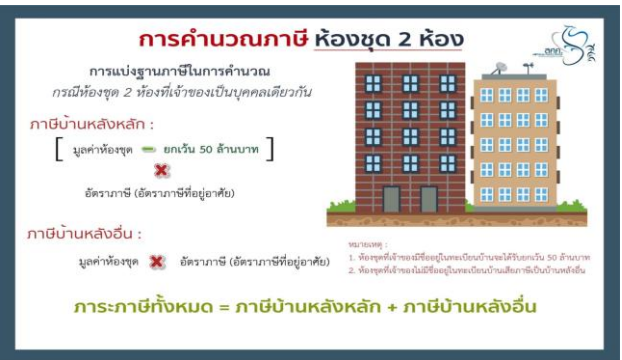 การคำนวณภาษี ห้องชุด 2 ห้อง
สศค.
การแบ่งฐานภาษีในการคำนวณ
กรณีห้องชุด 2 ห้องที่เจ้าของเป็นบุคคลเดียวกัน
ภาษีบ้านหลังหลัก :
[ มูลค่าห้องชุด - ยกเว้น 50 ล้านบาท ]
อัตราภาษี (อัตราภาษีที่อยู่อาศัย)
ภาษีบ้านหลังอื่น :
มูลค่าห้องชุด ✖ อัตราภาษี (อัตราภาษีที่อยู่อาศัย)
หมายเหตุ :
1. ห้องชุดที่เจ้าของมีชื่ออยู่ในทะเบียนบ้านจะได้รับยกเว้น 50 ล้านบาท
2. ห้องชุดที่เจ้าของไม่มีชื่ออยู่ในทะเบียนบ้านเสียภาษีเป็นบ้านหลังอื่น
ภาระภาษีทั้งหมด = ภาษีบ้านหลังหลัก + ภาษีบ้านหลังอื่น